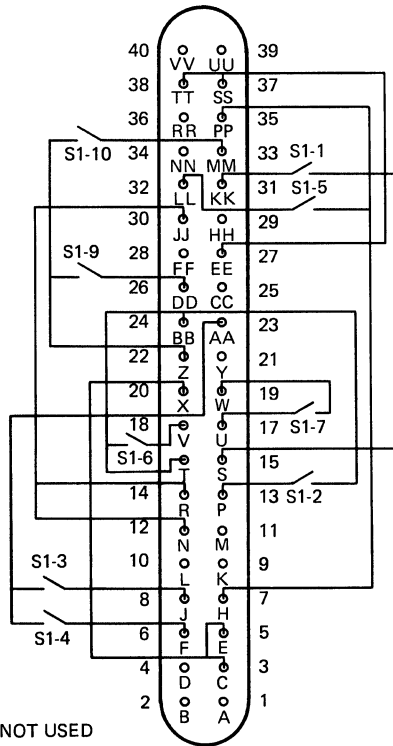 40 39
VV UU
38 37
TT SS
36 35
RR PP
S1-10 34 33 S1-1
NN MM
32 31 S1-5
LL KK
30 29
JJ HH
S1-9 28 27
FF EE
26 25
DD CC
24 23
BB AA
22 21
Z Y
20 19
X W
18 17 S1-7
V U
S1-6 15
T S
14 13 S1-2
R P
12 11
N M
S1-3 10 9
L K
8 7
J H
S1-4 6 5
F E
4 3
D C
2 1
B A
NOT USED